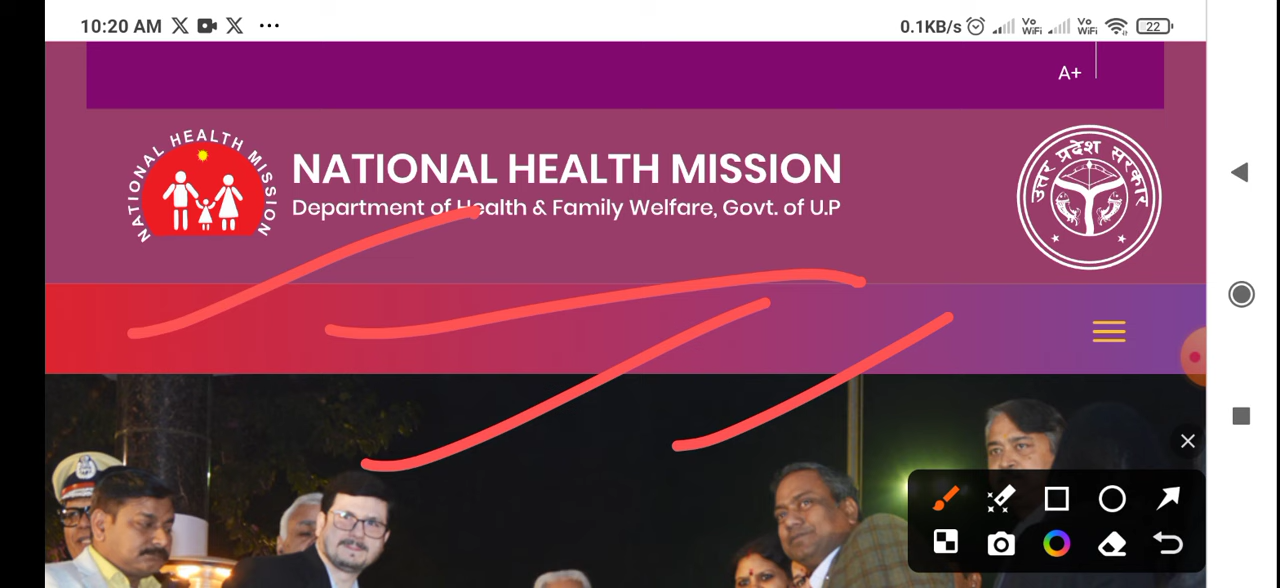 10:20 AM
0.1KB/s Vo WiFi Vo WiFi 22
A+
NATIONAL HEALTH MISSION
NATIONAL HEALTH MISSION
Department of Health & Family Welfare, Govt. of U.P
उत्तर प्रदेश सरकार